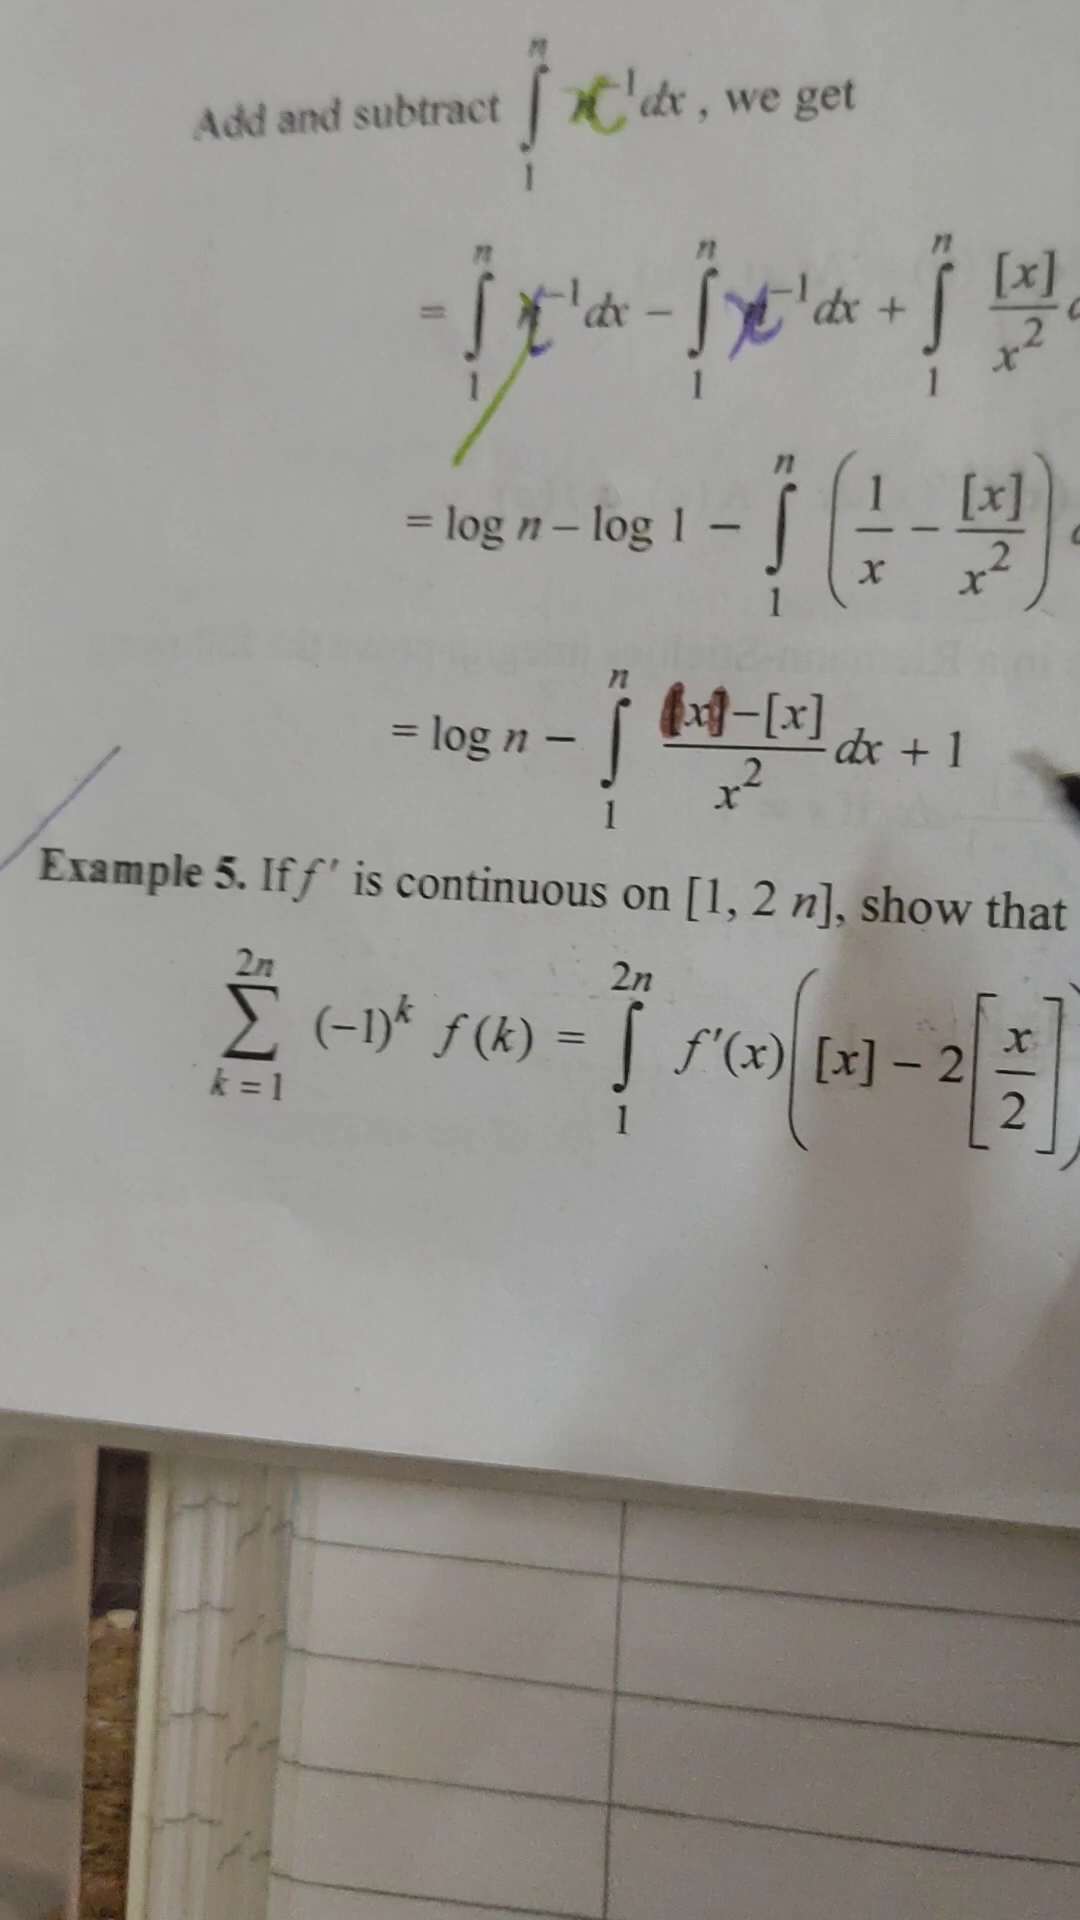 Add and subtract ∫₁ⁿ x⁻¹ dx , we get
= ∫₁ⁿ x⁻¹ dx – ∫₁ⁿ x⁻¹ dx + ∫₁ⁿ [x]/x²
= log n – log 1 – ∫₁ⁿ (1/x – [x]/x²)
= log n – ∫₁ⁿ (x–[x])/x² dx + 1
Example 5. If f′ is continuous on [1, 2 n], show that
∑_{k=1}^{2n} (–1)ᵏ f (k) = ∫₁²ⁿ f′(x) ([x] – 2[x/2])